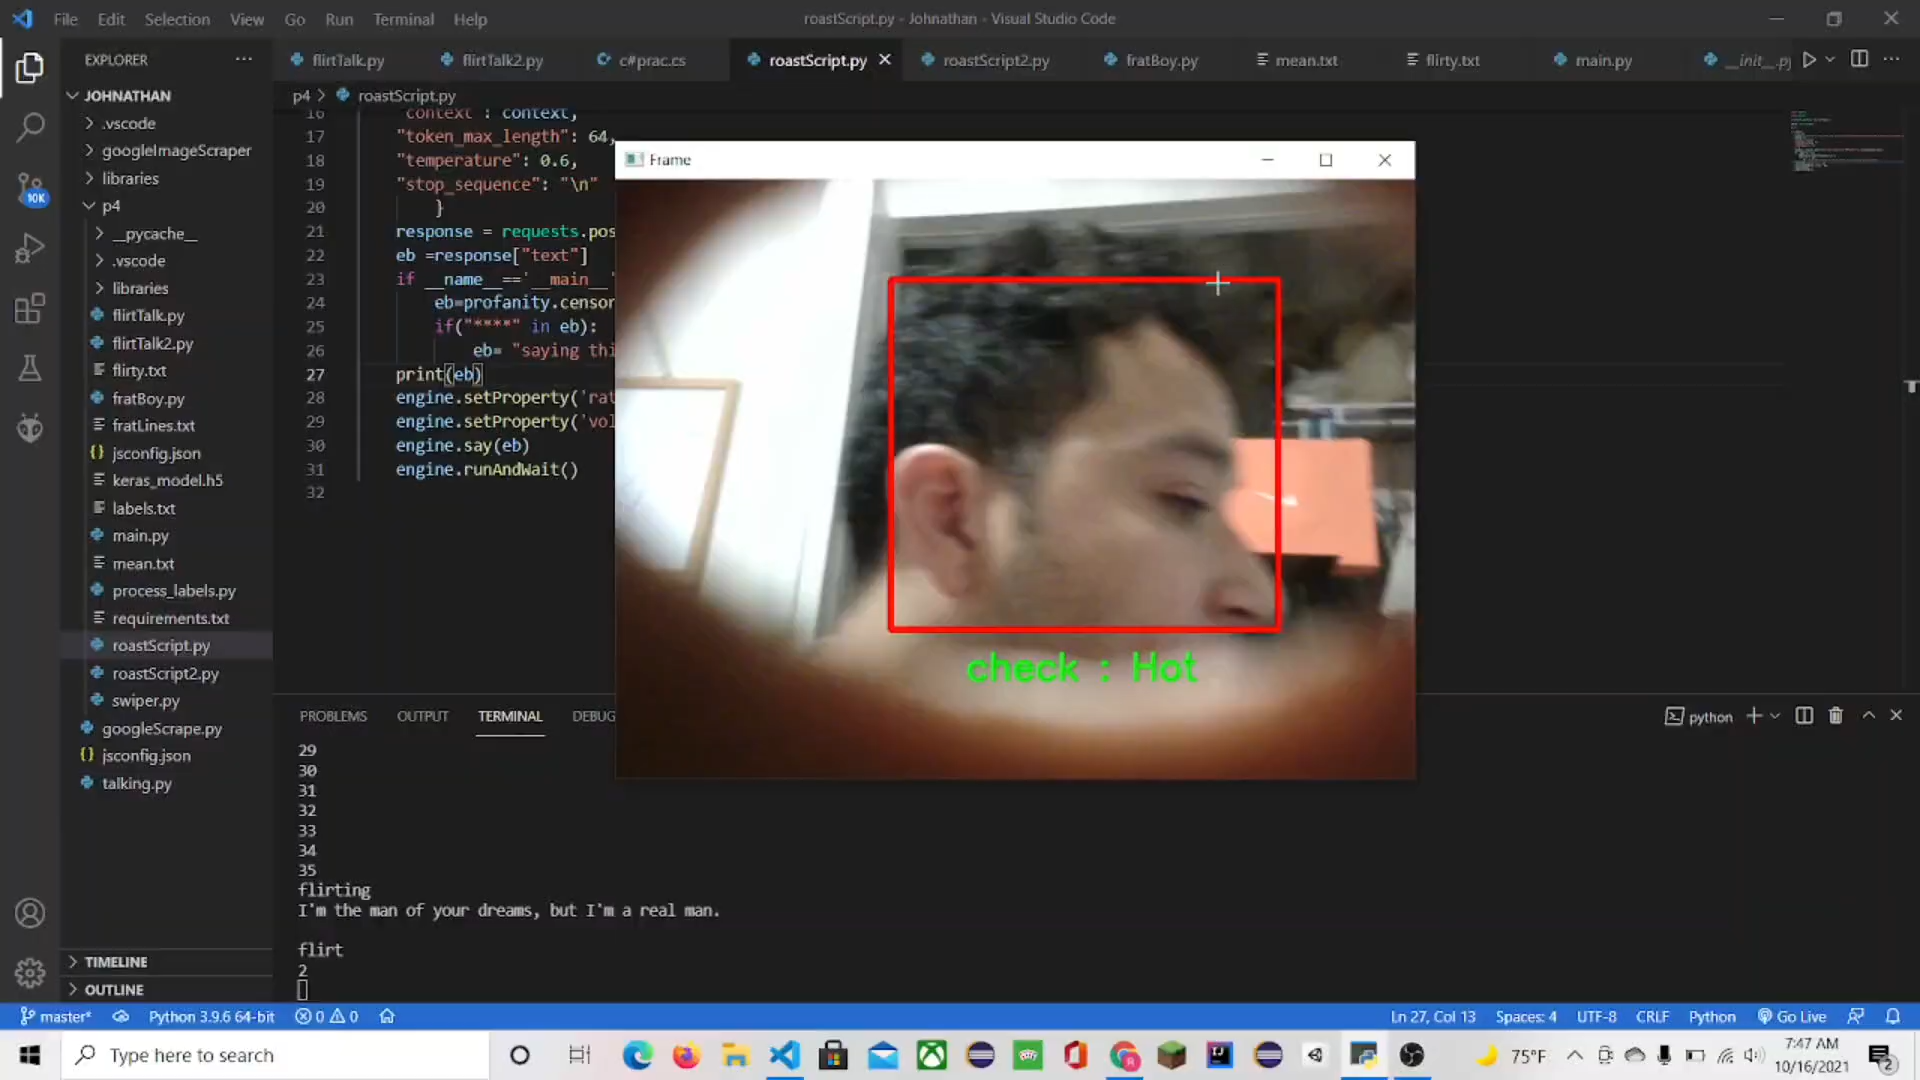 File Edit Selection View Go Run Terminal Help
roastScript.py - Johnathan - Visual Studio Code
EXPLORER
flirtTalk.py flirtTalk2.py c#prac.cs roastScript.py roastScript2.py fratBoy.py mean.txt flirty.txt main.py __init__.py
JOHNATHAN
.vscode
googleImageScraper
libraries
p4
__pycache__
.vscode
libraries
flirtTalk.py
flirtTalk2.py
flirty.txt
fratBoy.py
fratLines.txt
jsconfig.json
keras_model.h5
labels.txt
main.py
mean.txt
process_labels.py
requirements.txt
roastScript.py
roastScript2.py
swiper.py
googleScrape.py
jsconfig.json
talking.py
TIMELINE
OUTLINE
10K
p4 > roastScript.py
16 "context": context,
17 "token_max_length": 64,
18 "temperature": 0.6,
19 "stop_sequence": "\n"
20 }
21 response = requests.pos
22 eb =response["text"]
23 if __name__=='__main__'
24 eb=profanity.censor
25 if("****" in eb):
26 eb= "saying thi
27 print(eb)
28 engine.setProperty('rat
29 engine.setProperty('vol
30 engine.say(eb)
31 engine.runAndWait()
32
Frame
check : Hot
PROBLEMS OUTPUT TERMINAL DEBUG
python
29
30
31
32
33
34
35
flirting
I'm the man of your dreams, but I'm a real man.
flirt
2
master* Python 3.9.6 64-bit 0 0
Ln 27, Col 13 Spaces: 4 UTF-8 CRLF Python Go Live
Type here to search
75°F
7:47 AM
10/16/2021
2